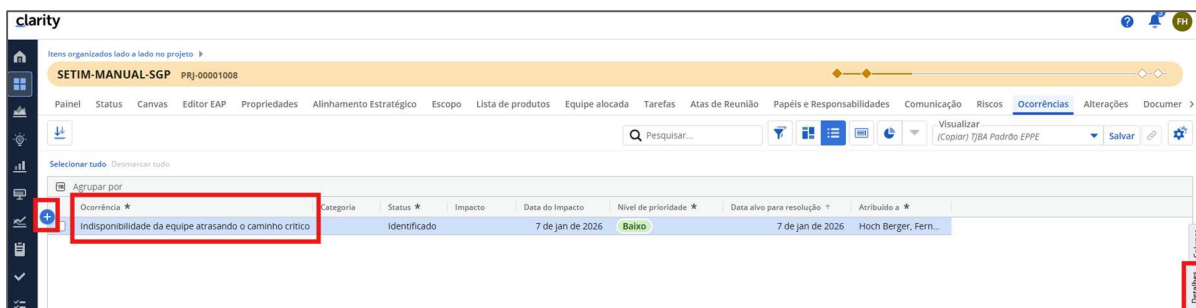 clarity
? FH
Itens organizados lado a lado no projeto
SETIM-MANUAL-SGP PRJ-00001008
Painel Status Canvas Editor EAP Propriedades Alinhamento Estratégico Escopo Lista de produtos Equipe alocada Tarefas Atas de Reunião Papéis e Responsabilidades Comunicação Riscos Ocorrências Alterações Documer
Pesquisar... Visualizar
(Copiar) TJBA Padrão EPPE Salvar
Selecionar tudo Desmarcar tudo
Agrupar por
Ocorrência * Categoria Status * Impacto Data do Impacto Nível de prioridade * Data alvo para resolução ↑ Atribuído a *
Indisponibilidade da equipe atrasando o caminho crítico Identificado 7 de jan de 2026 Baixo 7 de jan de 2026 Hoch Berger, Fern...
Detalhes